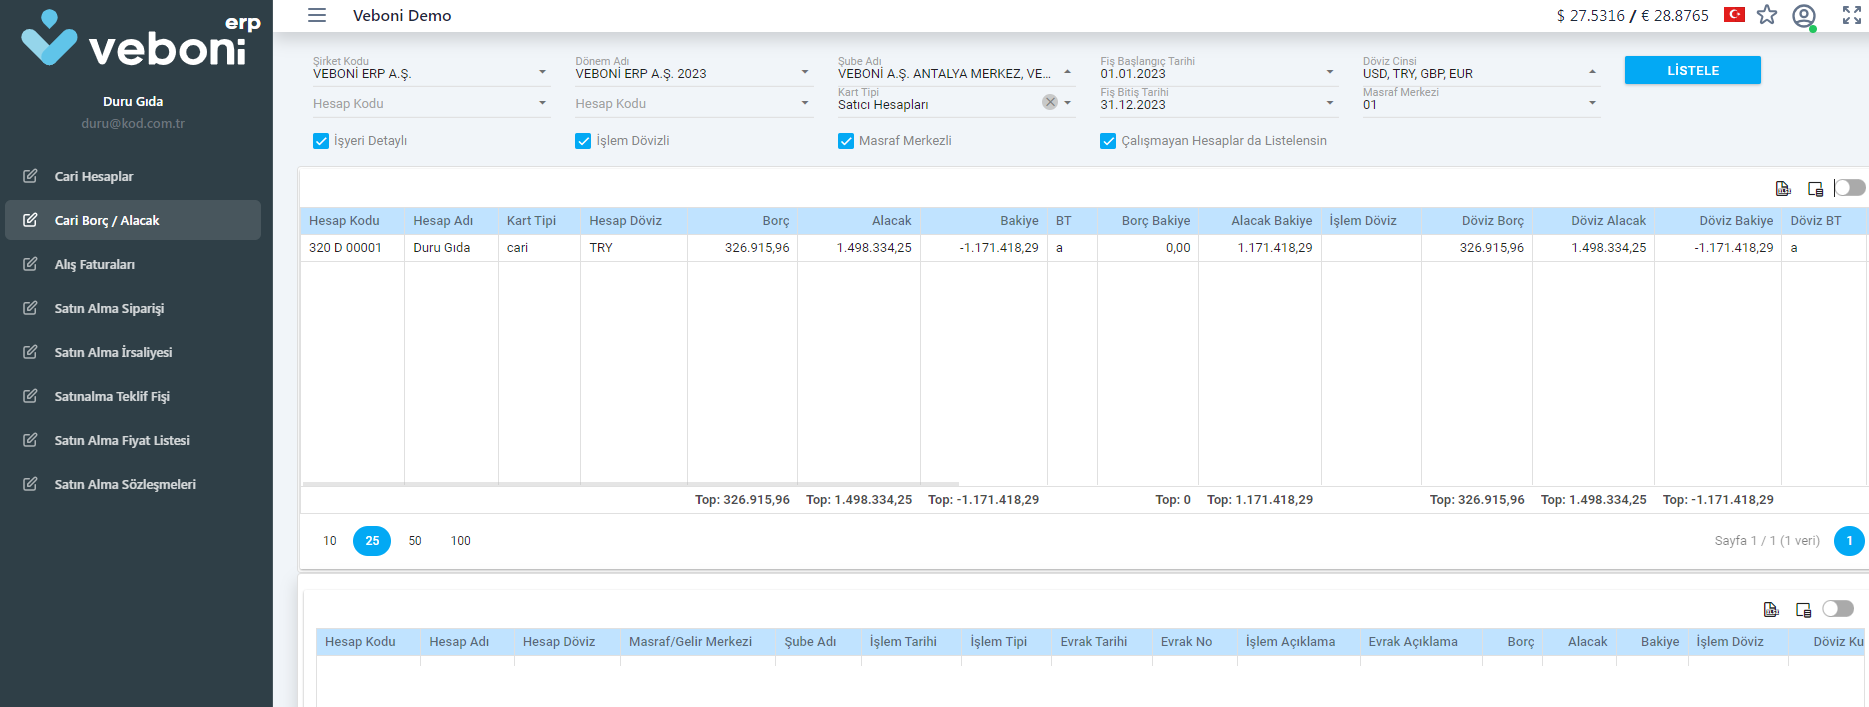 erp
veboni
Duru Gıda
duru@kod.com.tr
Cari Hesaplar
Cari Borç / Alacak
Alış Faturaları
Satın Alma Siparişi
Satın Alma İrsaliyesi
Satınalma Teklif Fişi
Satın Alma Fiyat Listesi
Satın Alma Sözleşmeleri
Veboni Demo
$ 27.5316 / € 28.8765
Şirket Kodu Dönem Adı Şube Adı Fiş Başlangıç Tarihi Döviz Cinsi
VEBONİ ERP A.Ş. VEBONİ ERP A.Ş. 2023 VEBONİ A.Ş. ANTALYA MERKEZ, VE... 01.01.2023 USD, TRY, GBP, EUR LİSTELE
Kart Tipi Fiş Bitiş Tarihi Masraf Merkezi
Hesap Kodu Hesap Kodu Satıcı Hesapları 31.12.2023 01
İşyeri Detaylı İşlem Dövizli Masraf Merkezli Çalışmayan Hesaplar da Listelensin
Hesap Kodu Hesap Adı Kart Tipi Hesap Döviz Borç Alacak Bakiye BT Borç Bakiye Alacak Bakiye İşlem Döviz Döviz Borç Döviz Alacak Döviz Bakiye Döviz BT
320 D 00001 Duru Gıda cari TRY 326.915,96 1.498.334,25 -1.171.418,29 a 0,00 1.171.418,29 326.915,96 1.498.334,25 -1.171.418,29 a
Top: 326.915,96 Top: 1.498.334,25 Top: -1.171.418,29 Top: 0 Top: 1.171.418,29 Top: 326.915,96 Top: 1.498.334,25 Top: -1.171.418,29
10 25 50 100 Sayfa 1 / 1 (1 veri) 1
Hesap Kodu Hesap Adı Hesap Döviz Masraf/Gelir Merkezi Şube Adı İşlem Tarihi İşlem Tipi Evrak Tarihi Evrak No İşlem Açıklama Evrak Açıklama Borç Alacak Bakiye İşlem Döviz Döviz Ku